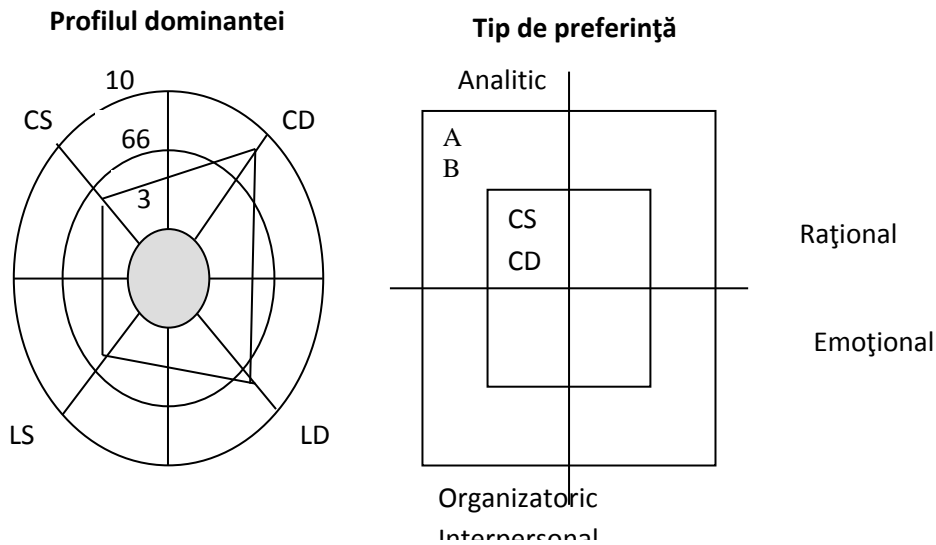 Profilul dominantei
Tip de preferinţă
10
Analitic
CS
CD
66
A
B
3
CS
CD
Raţional
Emoţional
LS
LD
Organizatoric
Interpersonal